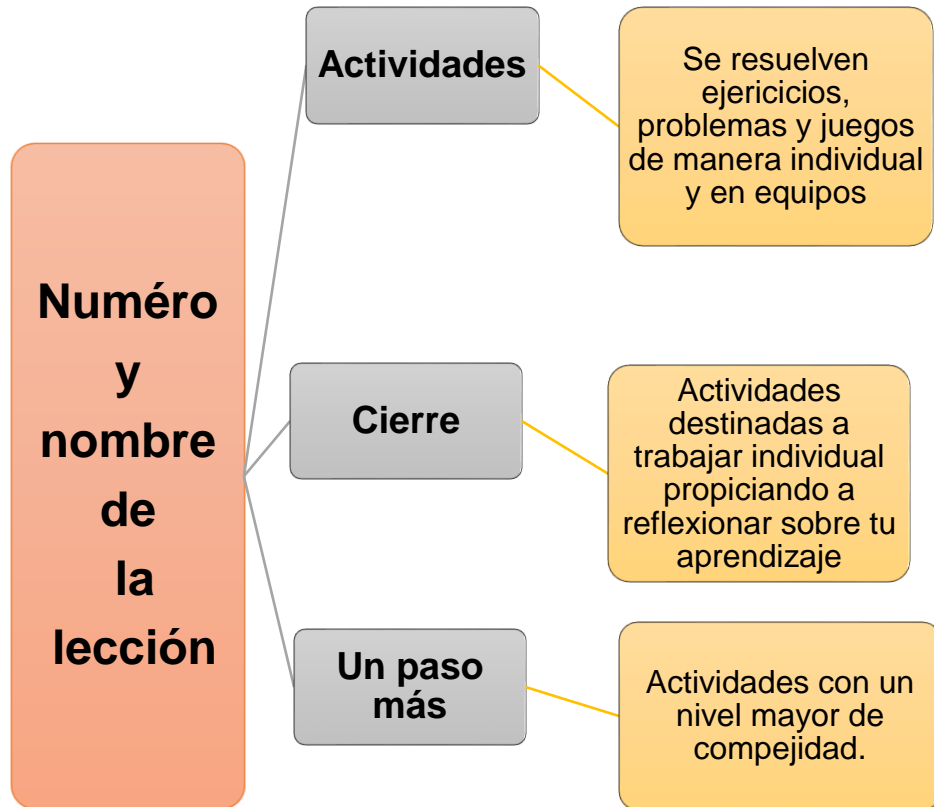 Numéro
y
nombre
de
la
lección
Actividades
Se resuelven
ejericicios,
problemas y juegos
de manera individual
y en equipos
Cierre
Actividades
destinadas a
trabajar individual
propiciando a
reflexionar sobre tu
aprendizaje
Un paso
más
Actividades con un
nivel mayor de
compejidad.